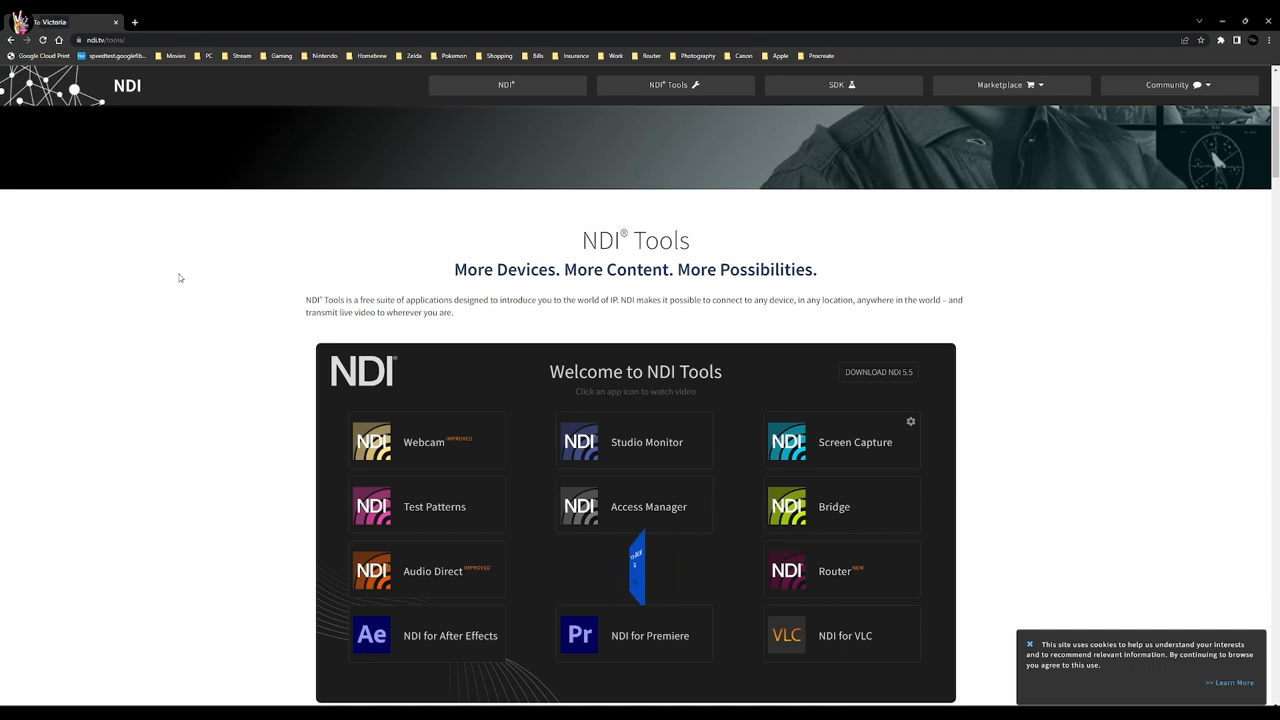 To Victoria
ndi.tv/tools/
Google Cloud Print
speedtest.googlefib...
Movies
PC
Stream
Gaming
Nintendo
Homebrew
Zelda
Pokemon
Shopping
Bills
Insurance
Work
Router
Photography
Canon
Apple
Procreate
NDI
NDI®
NDI® Tools
SDK
Marketplace
Community
NDI® Tools
More Devices. More Content. More Possibilities.
NDI® Tools is a free suite of applications designed to introduce you to the world of IP. NDI makes it possible to connect to any device, in any location, anywhere in the world – and
transmit live video to wherever you are.
NDI®
Welcome to NDI Tools
DOWNLOAD NDI 5.5
Click an app icon to watch video
NDI Webcam IMPROVED
NDI Studio Monitor
NDI Screen Capture
NDI Test Patterns
NDI Access Manager
NDI Bridge
NDI Audio Direct IMPROVED
NDI Router NEW
Ae NDI for After Effects
Pr NDI for Premiere
VLC NDI for VLC
This site uses cookies to help us understand your interests
and to recommend relevant information. By continuing to browse
you agree to this use.
>> Learn More